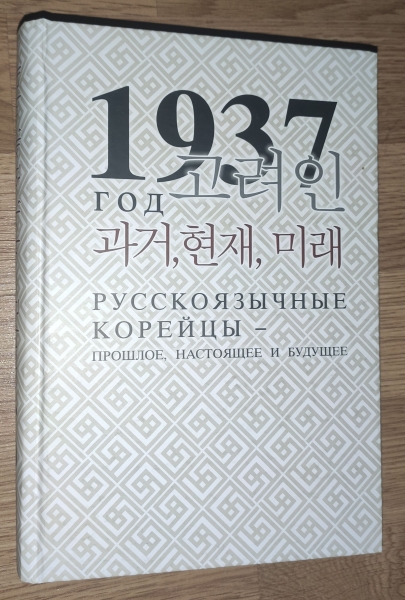 1937
ГОД 고려인
과거, 현재, 미래
РУССКОЯЗЫЧНЫЕ
КОРЕЙЦЫ –
ПРОШЛОЕ, НАСТОЯЩЕЕ И БУДУЩЕЕ